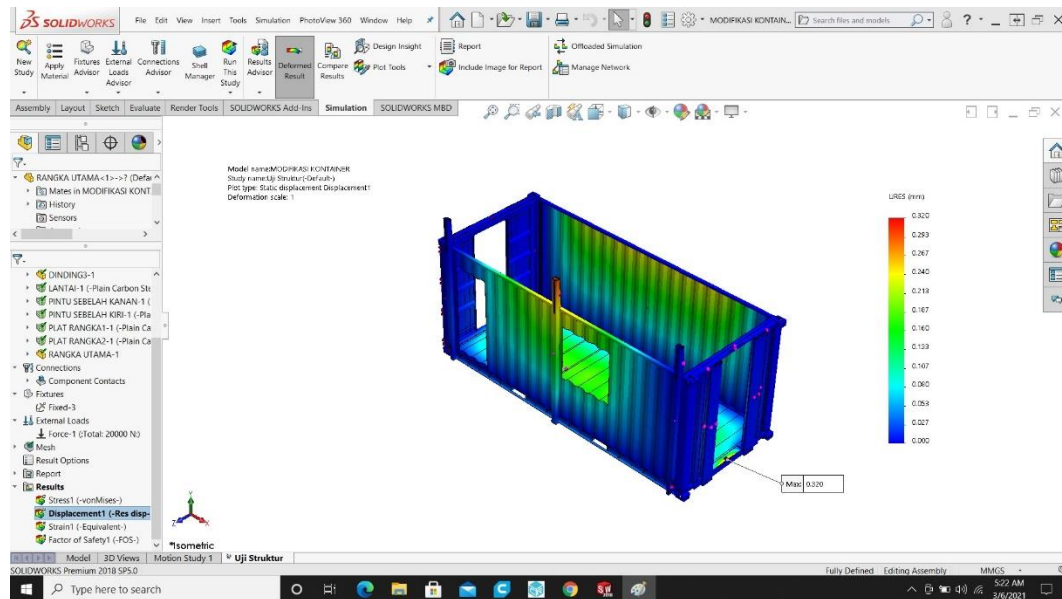 SOLIDWORKS
File Edit View Insert Tools Simulation PhotoView 360 Window Help
MODIFIKASI KONTAIN...
Search files and models
New Study
Apply Material
Fixtures Advisor
External Loads Advisor
Connections Advisor
Shell Manager
Run This Study
Results Advisor
Deformed Result
Compare Results
Design Insight
Plot Tools
Report
Include Image for Report
Offloaded Simulation
Manage Network
Assembly Layout Sketch Evaluate Render Tools SOLIDWORKS Add-Ins Simulation SOLIDWORKS MBD
RANGKA UTAMA<1>->? (Defa
Mates in MODIFIKASI KONT
History
Sensors
DINDING3-1
LANTAI-1 (-Plain Carbon Ste
PINTU SEBELAH KANAN-1 (
PINTU SEBELAH KIRI-1 (-Pla
PLAT RANGKA1-1 (-Plain Ca
PLAT RANGKA2-1 (-Plain Ca
RANGKA UTAMA-1
Connections
Component Contacts
Fixtures
Fixed-3
External Loads
Force-1 (:Total: 20000 N:)
Mesh
Result Options
Report
Results
Stress1 (-vonMises-)
Displacement1 (-Res disp-
Strain1 (-Equivalent-)
Factor of Safety1 (-FOS-)
Model name:MODIFIKASI KONTAINER
Study name:Uji Struktur(-Default-)
Plot type: Static displacement Displacement1
Deformation scale: 1
URES (mm)
0.320
0.293
0.267
0.240
0.213
0.187
0.160
0.133
0.107
0.080
0.053
0.027
0.000
Max: 0.320
Y
Z X
*Isometric
Model 3D Views Motion Study 1 Uji Struktur
SOLIDWORKS Premium 2018 SP5.0
Fully Defined Editing Assembly MMGS
Type here to search
5:22 AM
3/6/2021